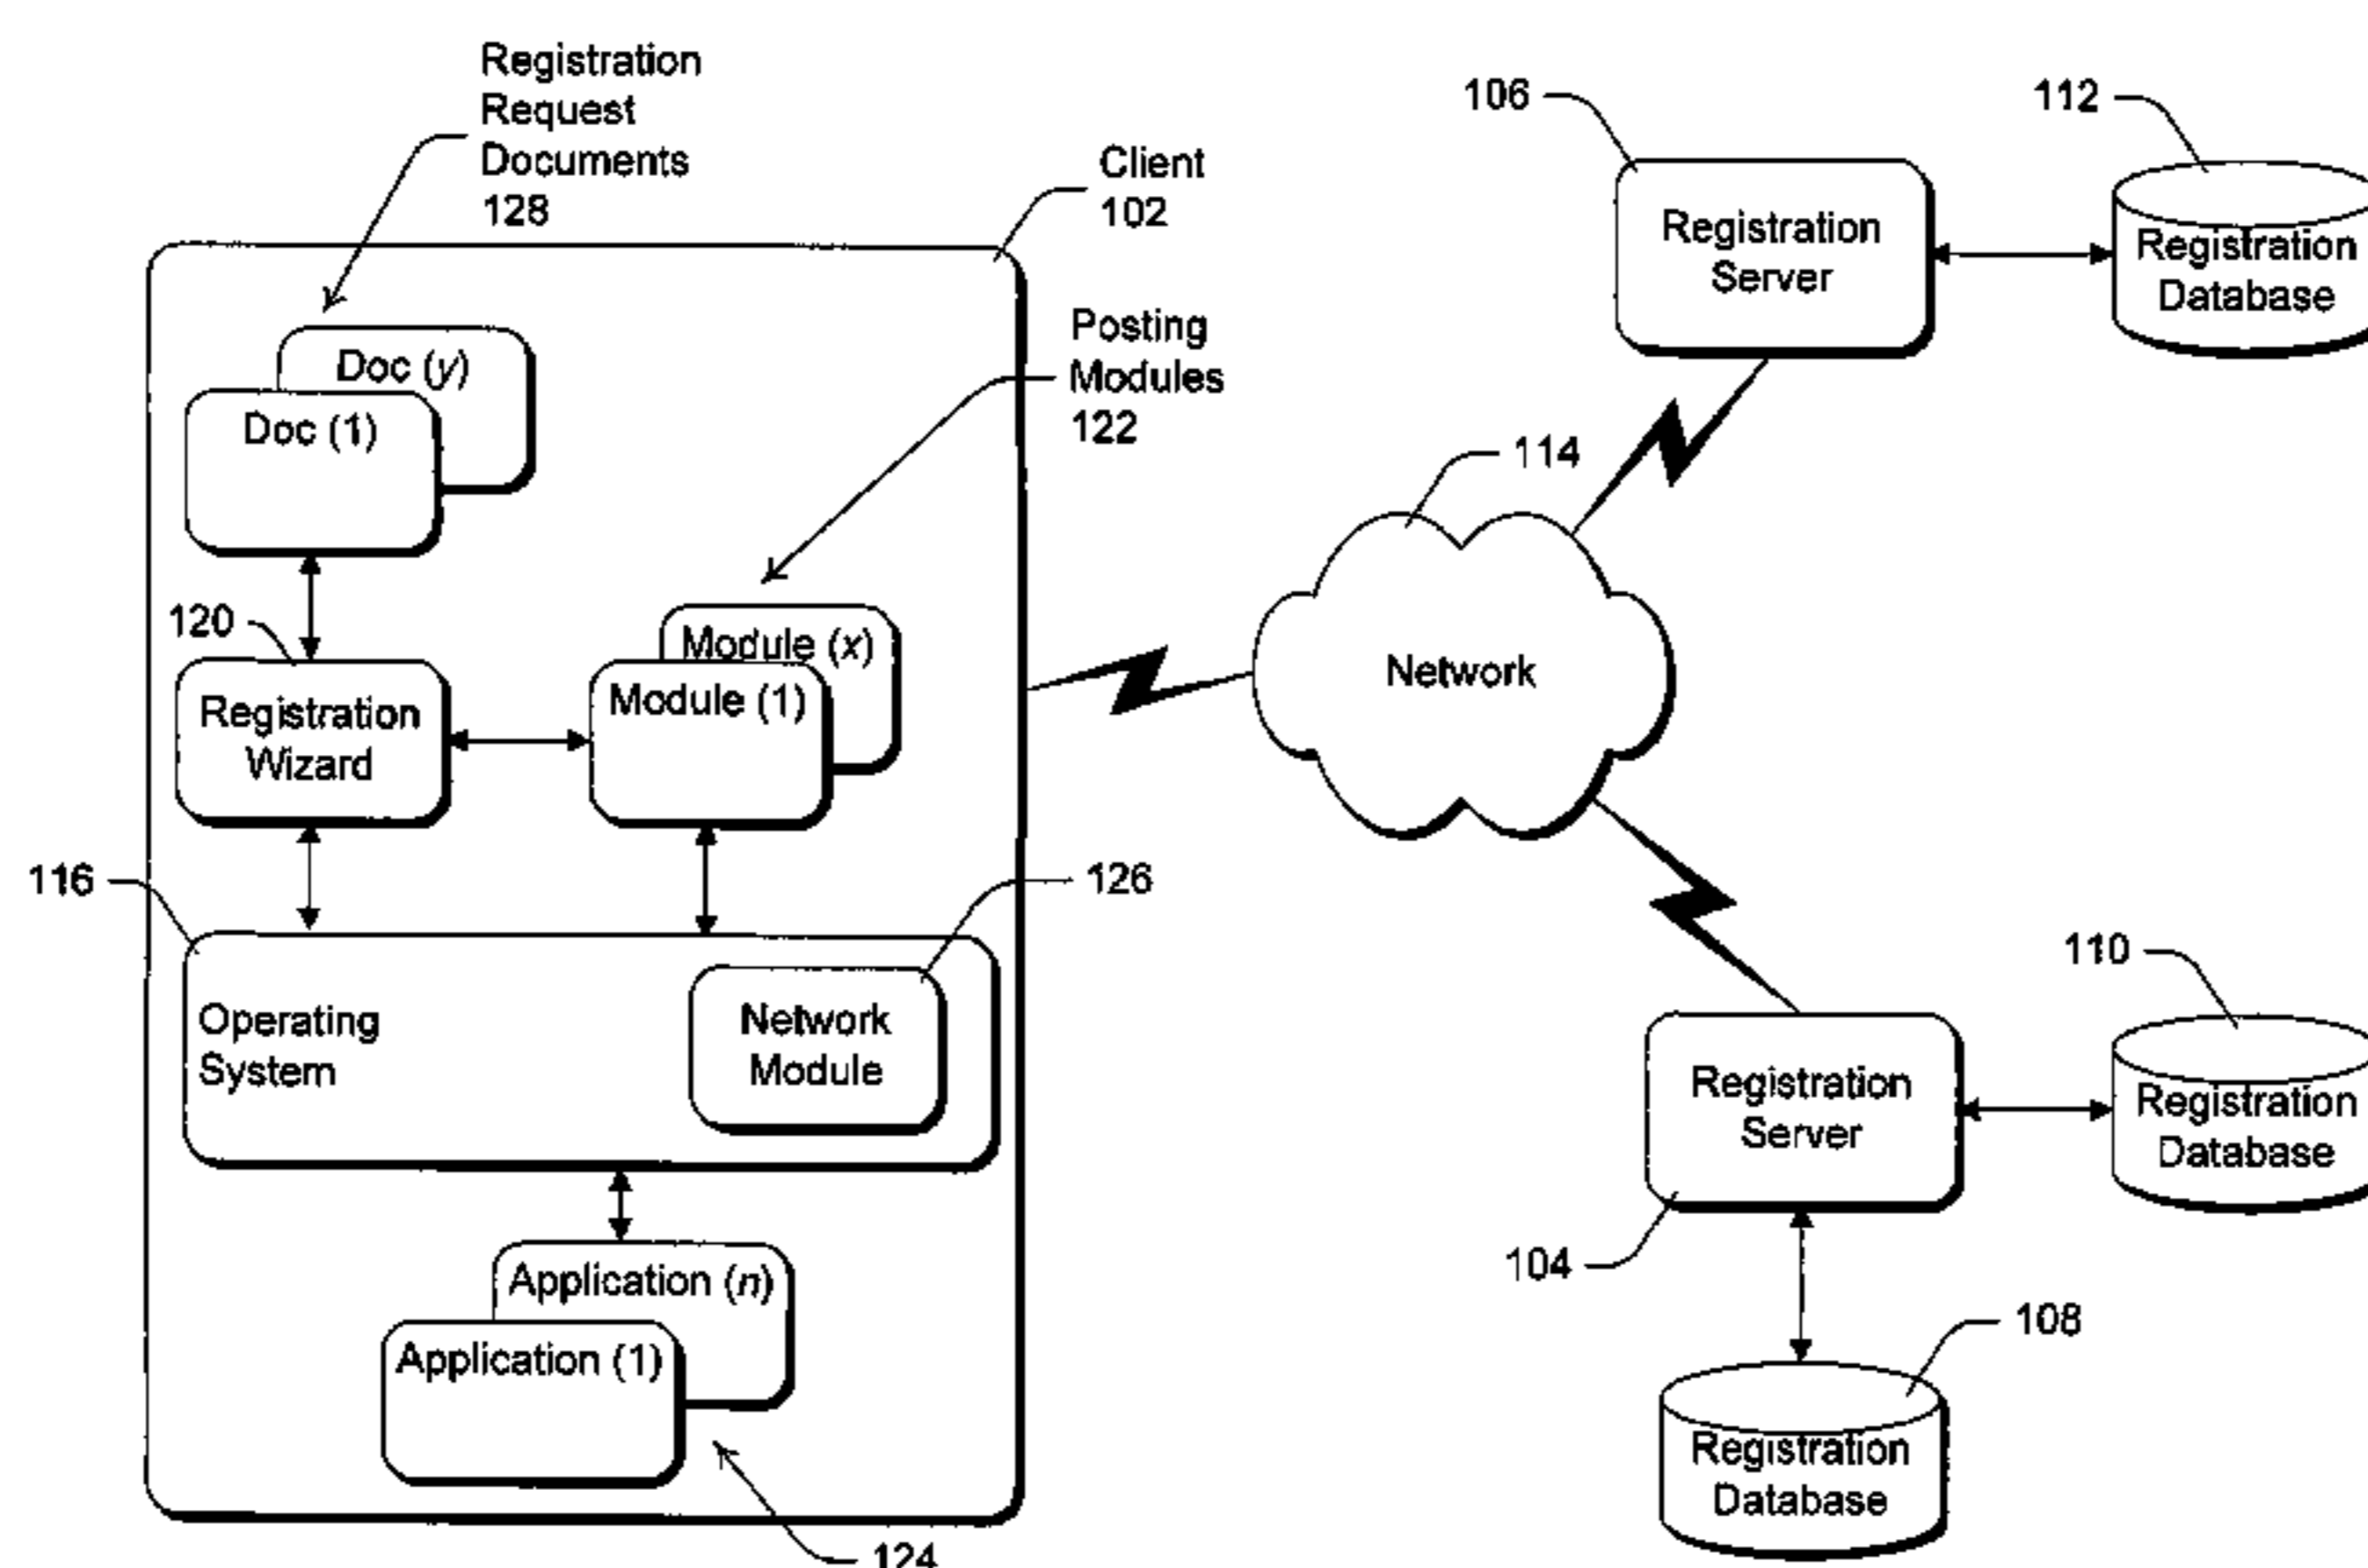 Registration
Request
Documents
128
Client
102
106
112
Registration
Server
Registration
Database
Doc (y)
Doc (1)
Posting
Modules
122
114
120
Module (x)
Module (1)
Registration
Wizard
Network
116
126
Operating
System
Network
Module
110
Registration
Server
Registration
Database
104
Application (n)
Application (1)
108
Registration
Database
124